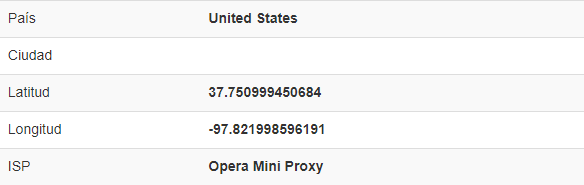 País United States
Ciudad
Latitud 37.750999450684
Longitud -97.821998596191
ISP Opera Mini Proxy